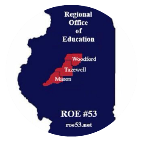 Regional
Office
of
Education
Woodford
Tazewell
Mason
ROE #53
roe53.net